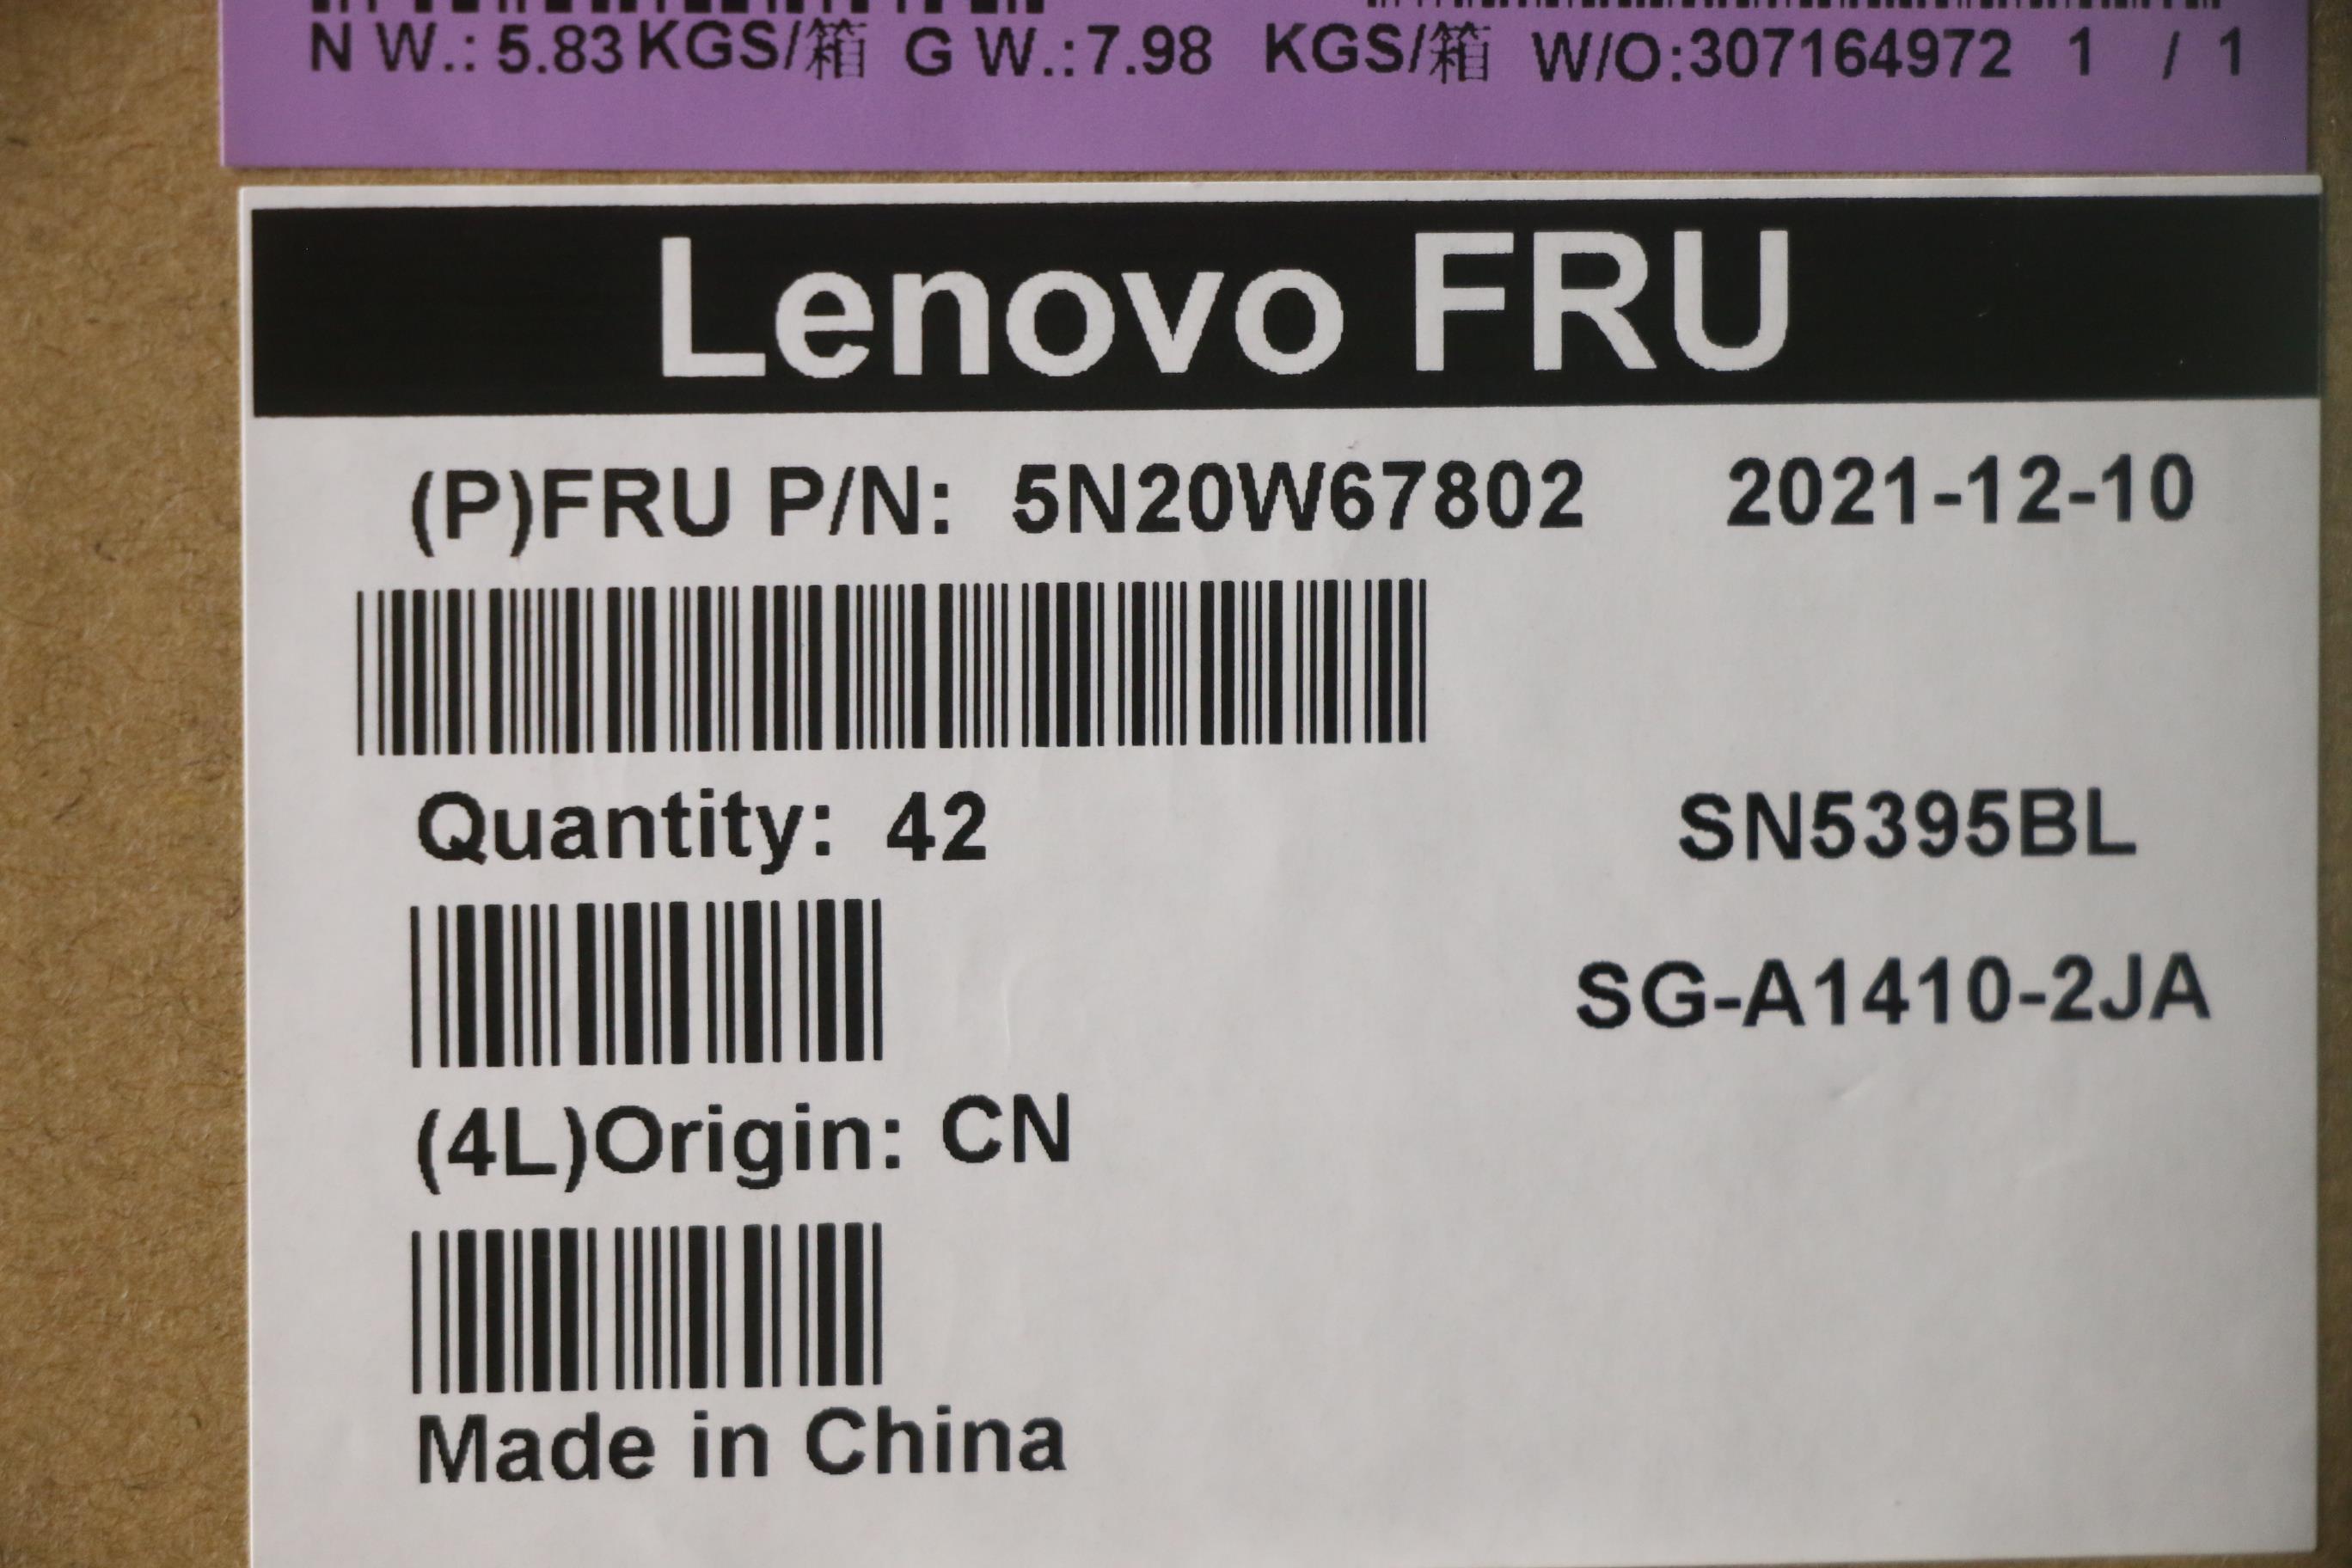 N W.: 5.83 KGS/箱 G W.:7.98 KGS/箱 W/O:307164972 1 / 1
Lenovo FRU
(P)FRU P/N: 5N20W67802 2021-12-10
Quantity: 42 SN5395BL
SG-A1410-2JA
(4L)Origin: CN
Made in China